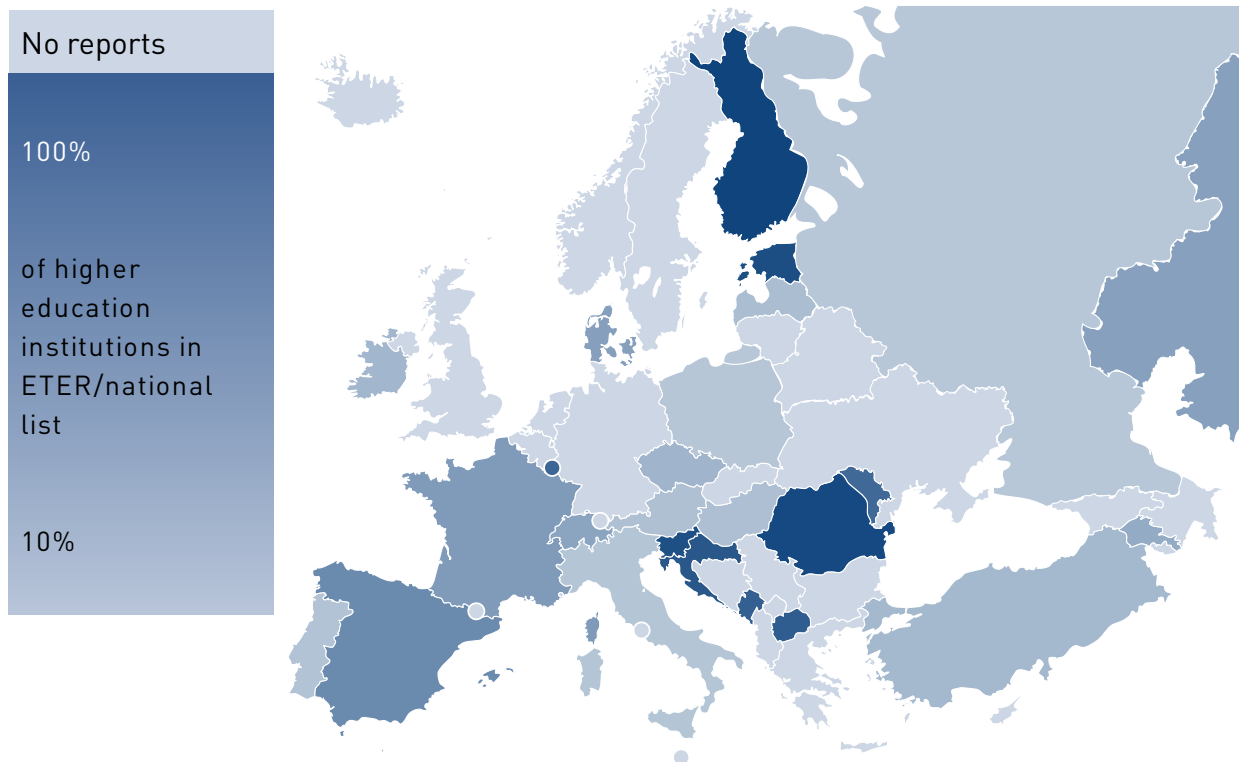 No reports
100%
of higher
education
institutions in
ETER/national
list
10%